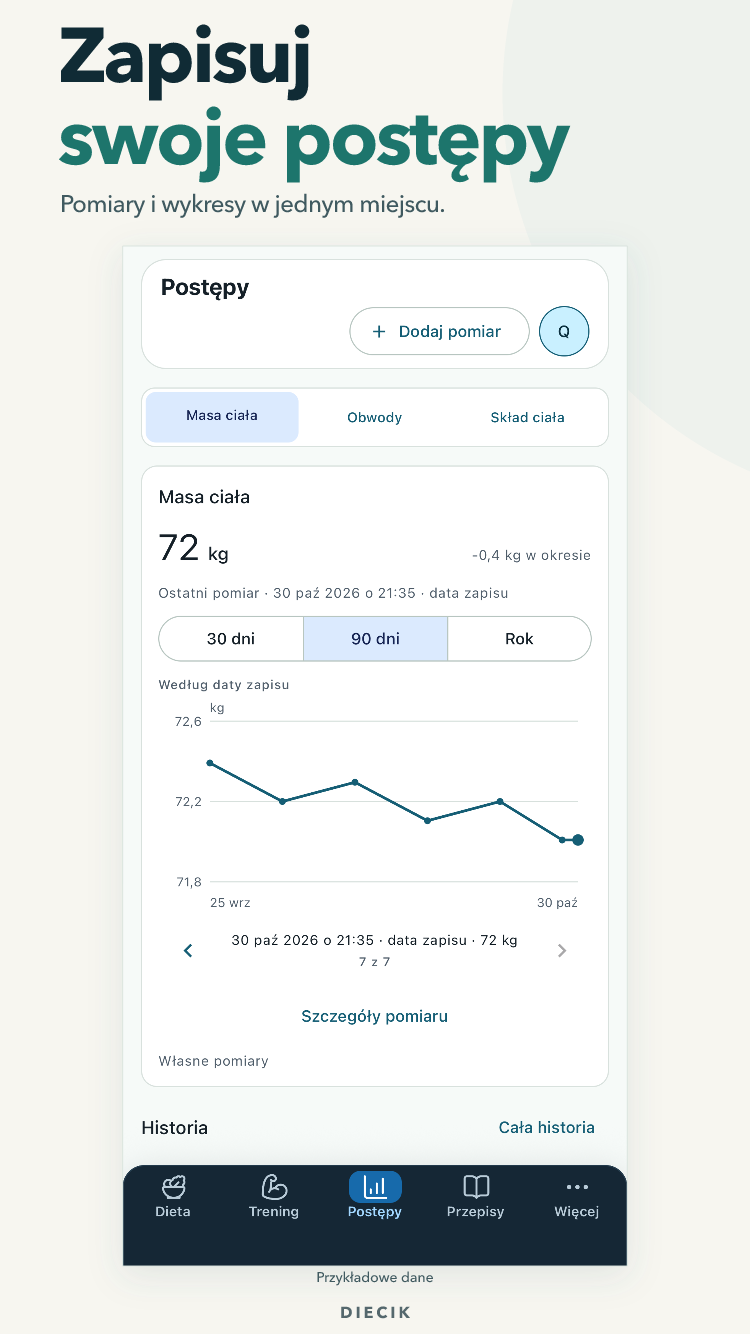 Zapisuj
swoje postępy
Pomiary i wykresy w jednym miejscu.
Postępy
+ Dodaj pomiar
Q
Masa ciała
Obwody
Skład ciała
Masa ciała
72 kg
-0,4 kg w okresie
Ostatni pomiar · 30 paź 2026 o 21:35 · data zapisu
30 dni
90 dni
Rok
Według daty zapisu
kg
72,6
72,2
71,8
25 wrz
30 paź
30 paź 2026 o 21:35 · data zapisu · 72 kg
7 z 7
Szczegóły pomiaru
Własne pomiary
Historia
Cała historia
Dieta
Trening
Postępy
Przepisy
Więcej
Przykładowe dane
DIECIK